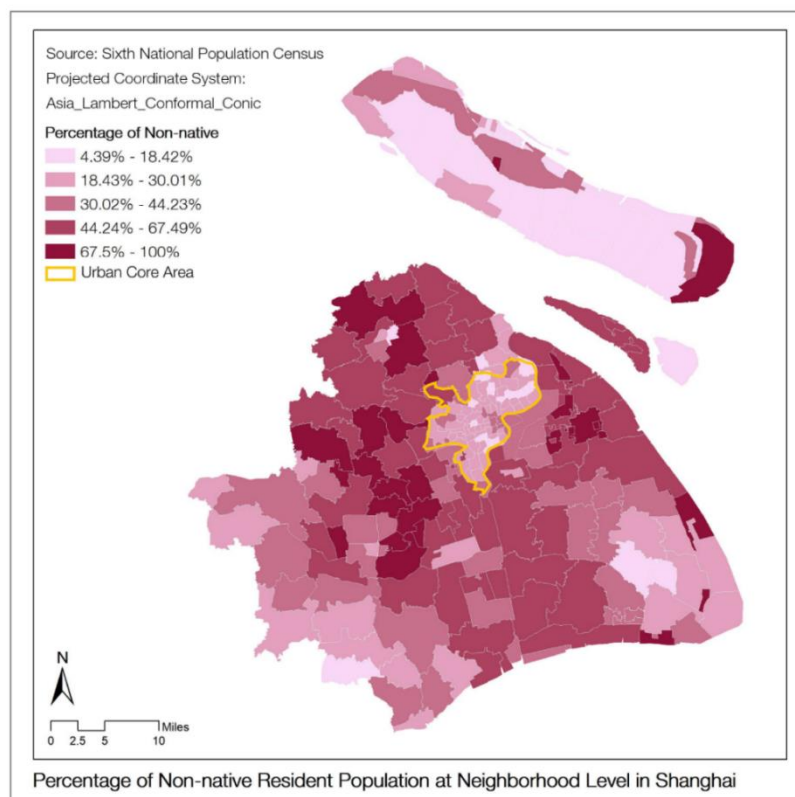 Source: Sixth National Population Census
Projected Coordinate System:
Asia_Lambert_Conformal_Conic
Percentage of Non-native
4.39% - 18.42%
18.43% - 30.01%
30.02% - 44.23%
44.24% - 67.49%
67.5% - 100%
Urban Core Area
N
Miles
0 2.5 5 10
Percentage of Non-native Resident Population at Neighborhood Level in Shanghai